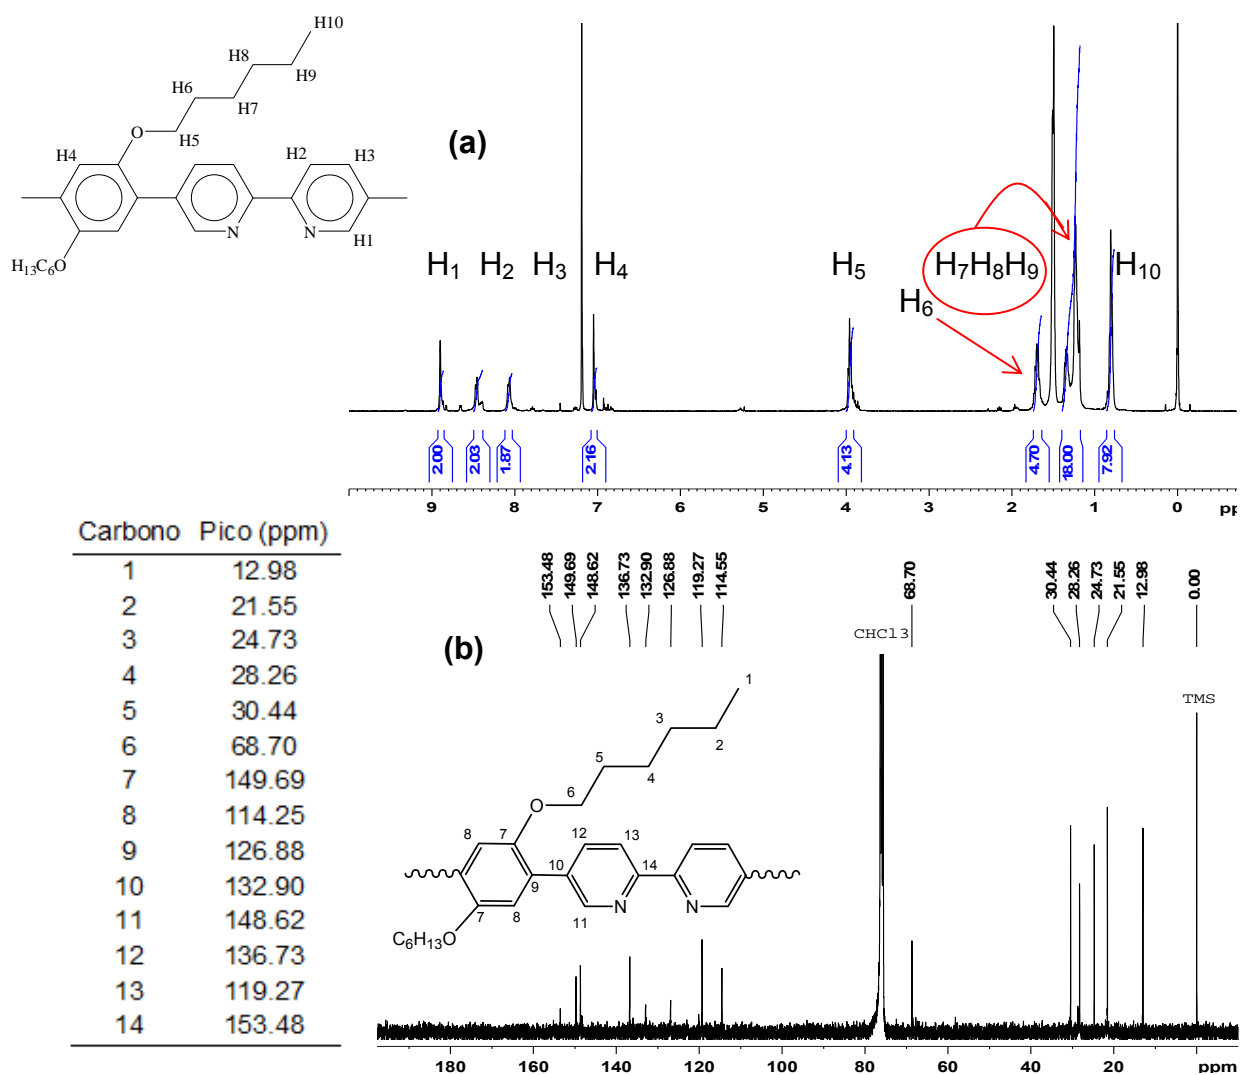 H10
H8
H9
H6
H7
O
H5
(a)
H4
H2
H3
N
N
H1
O
H13C6
H1
H2
H3
H4
H5
H7H8H9
H10
H6
2.00
2.03
1.87
2.16
4.13
4.70
18.00
7.92
9 8 7 6 5 4 3 2 1 0 pp
Carbono Pico (ppm)
1 12.98
2 21.55
3 24.73
4 28.26
5 30.44
6 68.70
7 149.69
8 114.25
9 126.88
10 132.90
11 148.62
12 136.73
13 119.27
14 153.48
153.48
149.69
148.62
136.73
132.90
126.88
119.27
114.55
68.70
30.44
28.26
24.73
21.55
12.98
0.00
CHCl3
(b)
TMS
1
3
2
5
4
6
O
8
7
12
13
10
14
9
N
N
7
8
11
C6H13O
180 160 140 120 100 80 60 40 20 ppm